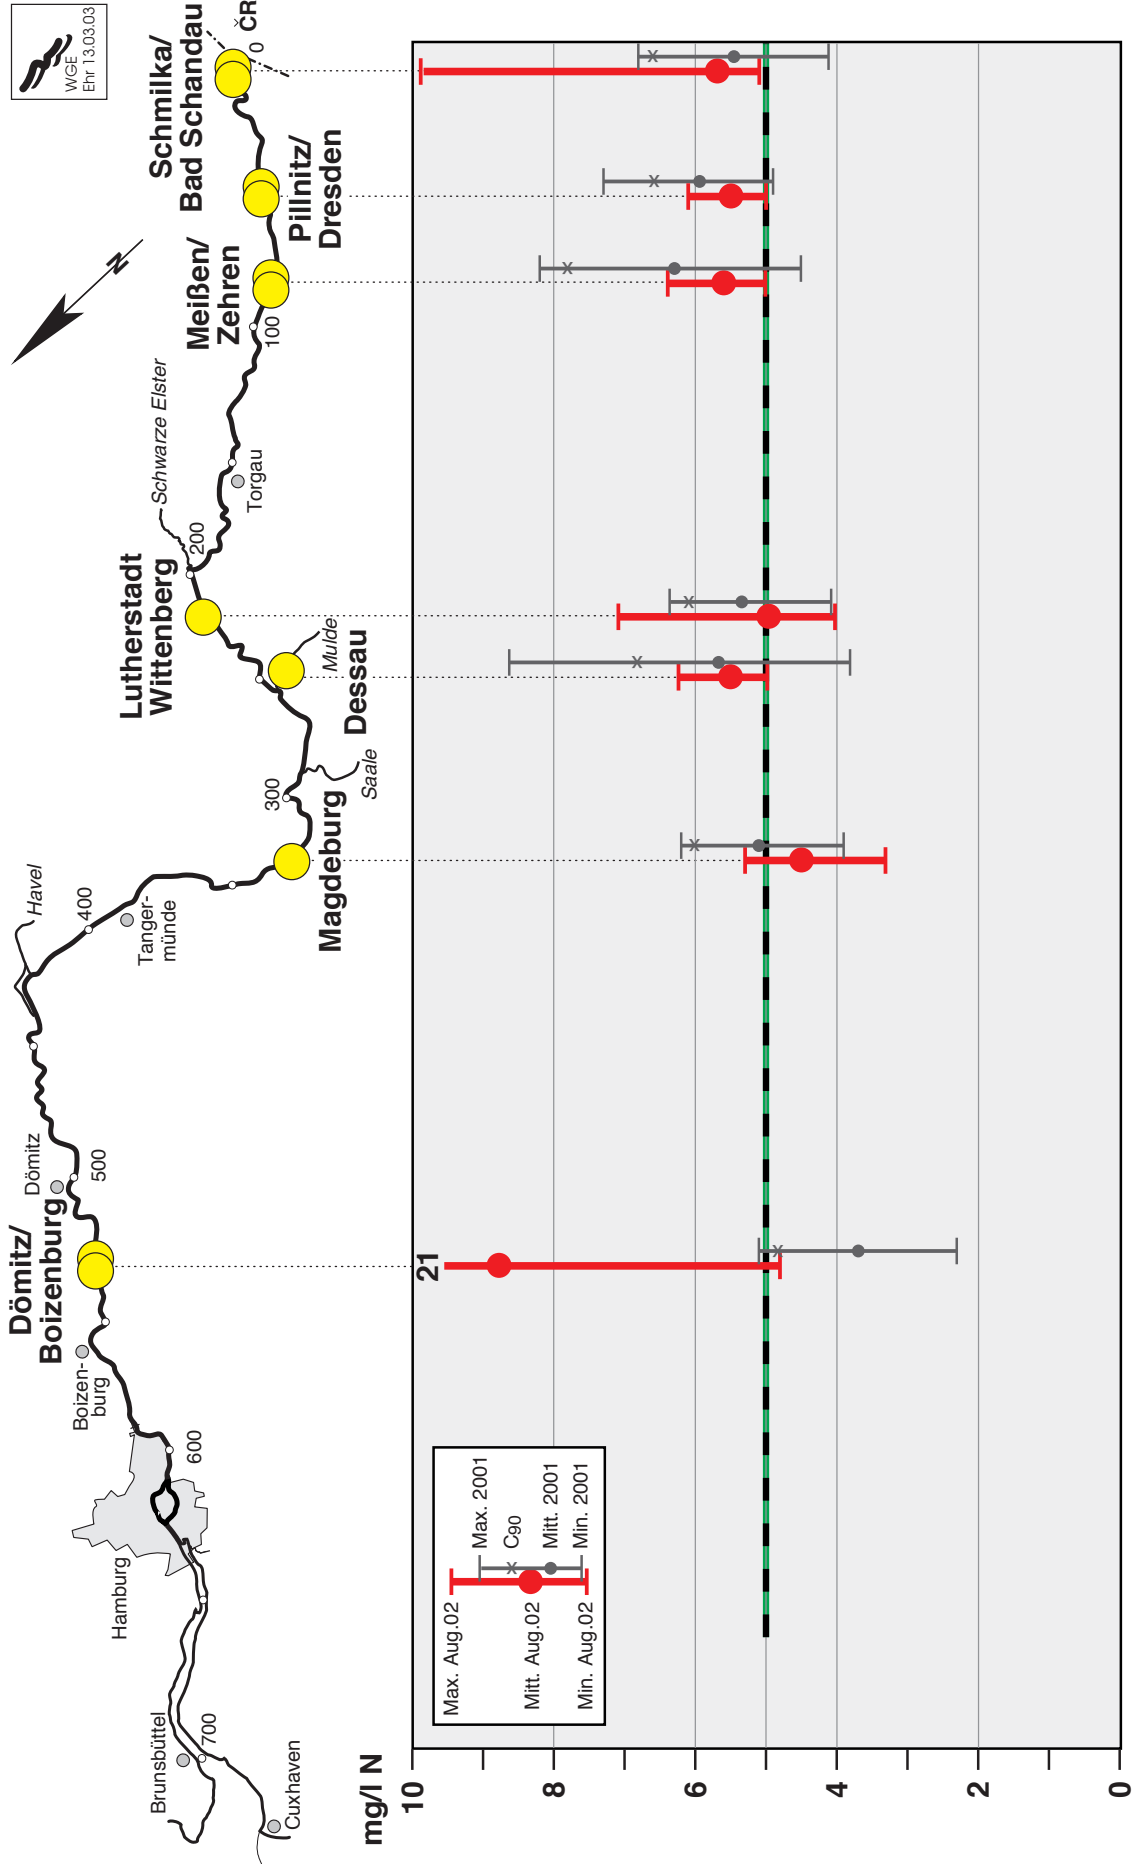 WGE
Ehr 13.03.03
Brunsbüttel
700
Cuxhaven
Hamburg
600
Boizen-
burg
Dömitz/
Boizenburg
Dömitz
500
Havel
400
Tanger-
münde
Magdeburg
300
Saale
Dessau
Mulde
Lutherstadt
Wittenberg
200
Schwarze Elster
Torgau
100
Meißen/
Zehren
Pillnitz/
Dresden
Schmilka/
Bad Schandau
0
ČR
N
mg/l N
10
8
6
4
2
0
21
Max. Aug.02
Mitt. Aug.02
Min. Aug.02
Max. 2001
C90
Mitt. 2001
Min. 2001